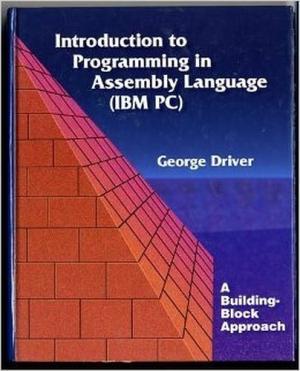 Introduction to
Programming in
Assembly Language
(IBM PC)
George Driver
A
Building-
Block
Approach